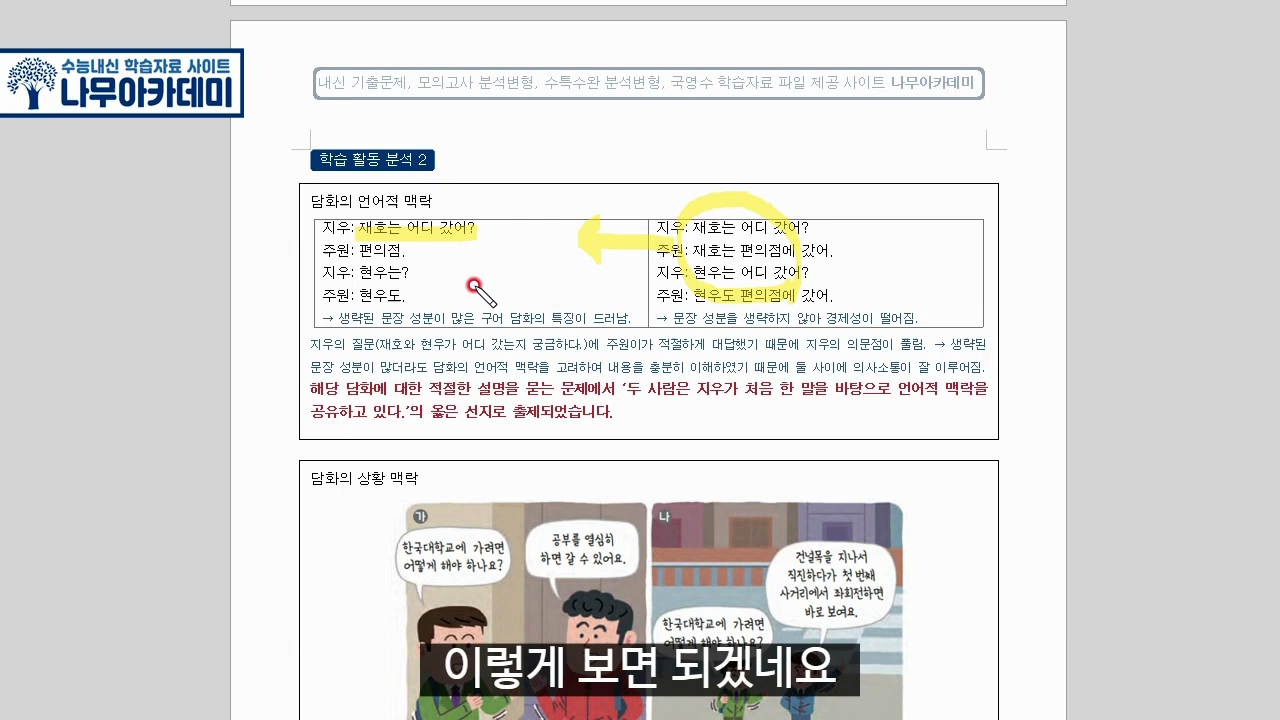 수능내신 학습자료 사이트
나무아카데미
내신 기출문제, 모의고사 분석변형, 수특수완 분석변형, 국영수 학습자료 파일 제공 사이트 나무아카데미
학습 활동 분석 2
담화의 언어적 맥락
지우: 재호는 어디 갔어?
주원: 편의점.
지우: 현우는?
주원: 현우도.
→ 생략된 문장 성분이 많은 구어 담화의 특징이 드러남.
지우: 재호는 어디 갔어?
주원: 재호는 편의점에 갔어.
지우: 현우는 어디 갔어?
주원: 현우도 편의점에 갔어.
→ 문장 성분을 생략하지 않아 경제성이 떨어짐.
지우의 질문(재호와 현우가 어디 갔는지 궁금하다.)에 주원이가 적절하게 대답했기 때문에 지우의 의문점이 풀림. → 생략된
문장 성분이 많더라도 담화의 언어적 맥락을 고려하여 내용을 충분히 이해하였기 때문에 둘 사이에 의사소통이 잘 이루어짐.
해당 담화에 대한 적절한 설명을 묻는 문제에서 ‘두 사람은 지우가 처음 한 말을 바탕으로 언어적 맥락을
공유하고 있다.’의 옳은 선지로 출제되었습니다.
담화의 상황 맥락
가
한국대학교에 가려면
어떻게 해야 하나요?
공부를 열심히
하면 갈 수 있어요.
나
건널목을 지나서
직진하다가 첫 번째
사거리에서 좌회전하면
바로 보여요.
한국대학교에 가려면
어떻게 해야 하나요?
이렇게 보면 되겠네요